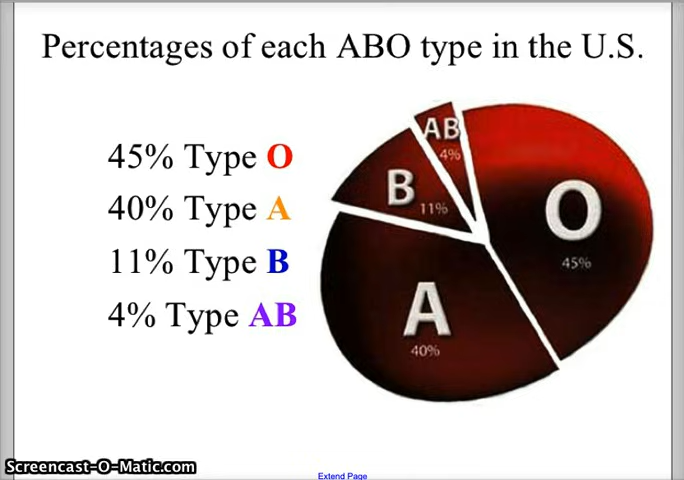 Percentages of each ABO type in the U.S.
45% Type O
40% Type A
11% Type B
4% Type AB
AB
4%
B
11%
O
45%
A
40%
Screencast-O-Matic.com
Extend Page